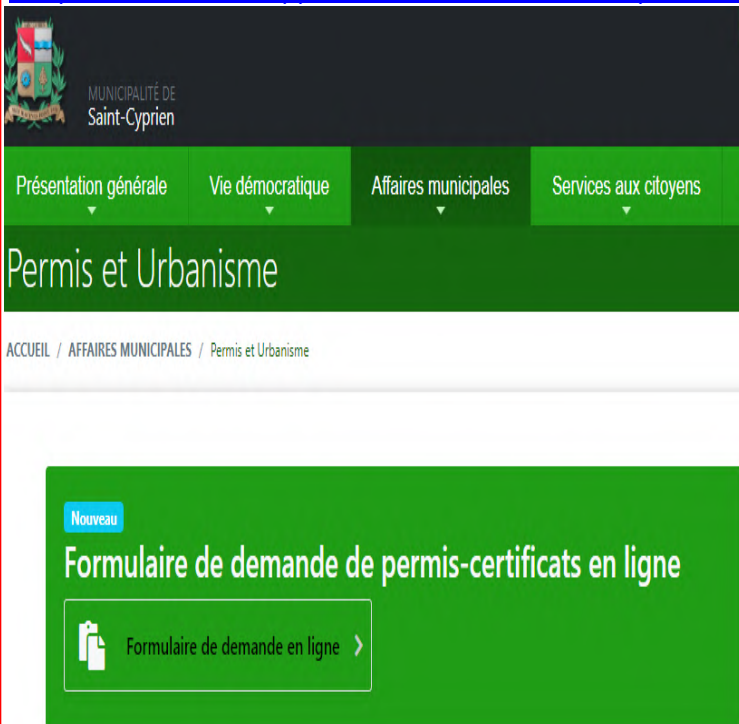 MUNICIPALITÉ DE
Saint-Cyprien
Présentation générale
Vie démocratique
Affaires municipales
Services aux citoyens
Permis et Urbanisme
ACCUEIL / AFFAIRES MUNICIPALES / Permis et Urbanisme
Nouveau
Formulaire de demande de permis-certificats en ligne
Formulaire de demande en ligne